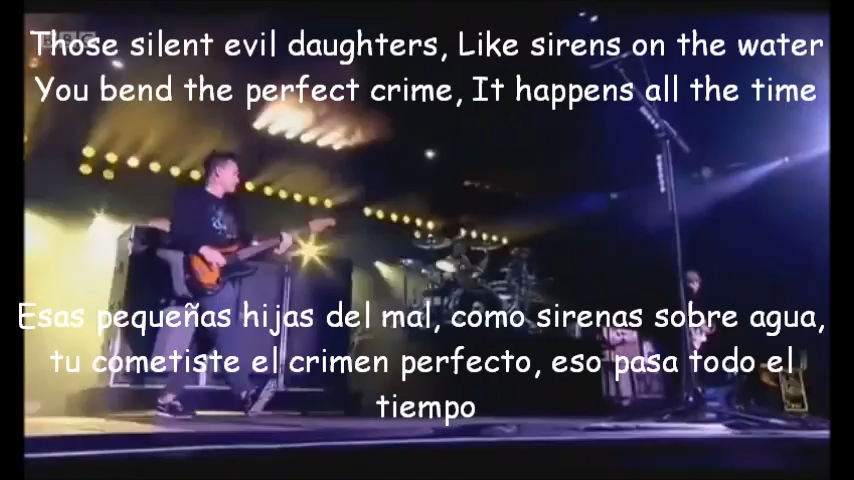 BBC
Those silent evil daughters, Like sirens on the water
You bend the perfect crime, It happens all the time
Esas pequeñas hijas del mal, como sirenas sobre agua,
tu cometiste el crimen perfecto, eso pasa todo el
tiempo